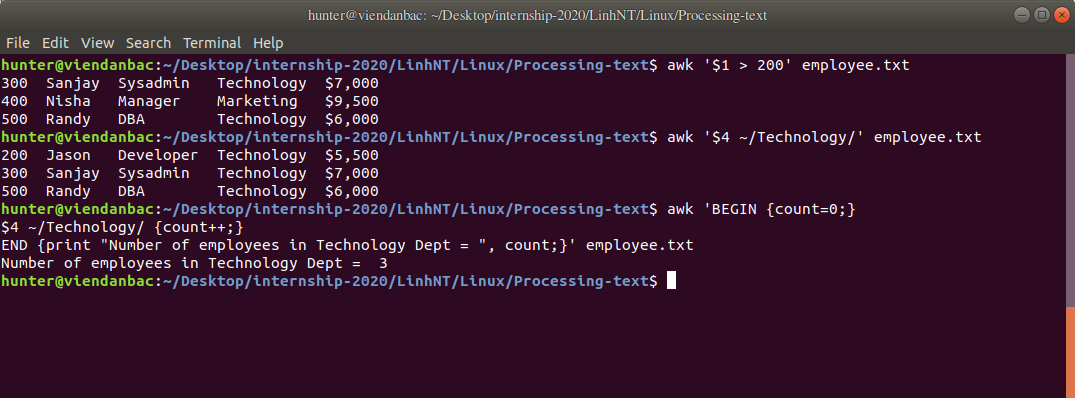 hunter@viendanbac: ~/Desktop/internship-2020/LinhNT/Linux/Processing-text
File Edit View Search Terminal Help
hunter@viendanbac:~/Desktop/internship-2020/LinhNT/Linux/Processing-text$ awk '$1 > 200' employee.txt
300  Sanjay  Sysadmin   Technology  $7,000
400  Nisha   Manager    Marketing   $9,500
500  Randy   DBA        Technology  $6,000
hunter@viendanbac:~/Desktop/internship-2020/LinhNT/Linux/Processing-text$ awk '$4 ~/Technology/' employee.txt
200  Jason   Developer  Technology  $5,500
300  Sanjay  Sysadmin   Technology  $7,000
500  Randy   DBA        Technology  $6,000
hunter@viendanbac:~/Desktop/internship-2020/LinhNT/Linux/Processing-text$ awk 'BEGIN {count=0;}
$4 ~/Technology/ {count++;}
END {print "Number of employees in Technology Dept = ", count;}' employee.txt
Number of employees in Technology Dept =  3
hunter@viendanbac:~/Desktop/internship-2020/LinhNT/Linux/Processing-text$